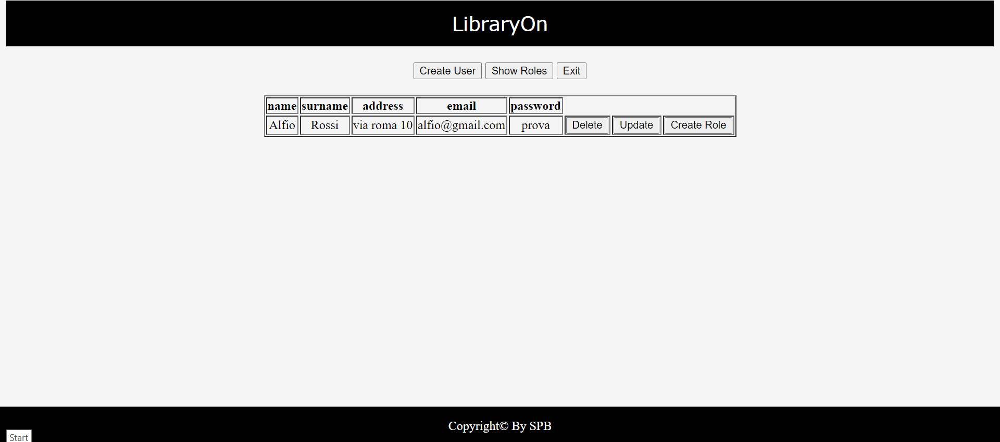 LibraryOn
Create User Show Roles Exit
name surname address email password
Alfio Rossi via roma 10 alfio@gmail.com prova Delete Update Create Role
Copyright© By SPB
Start